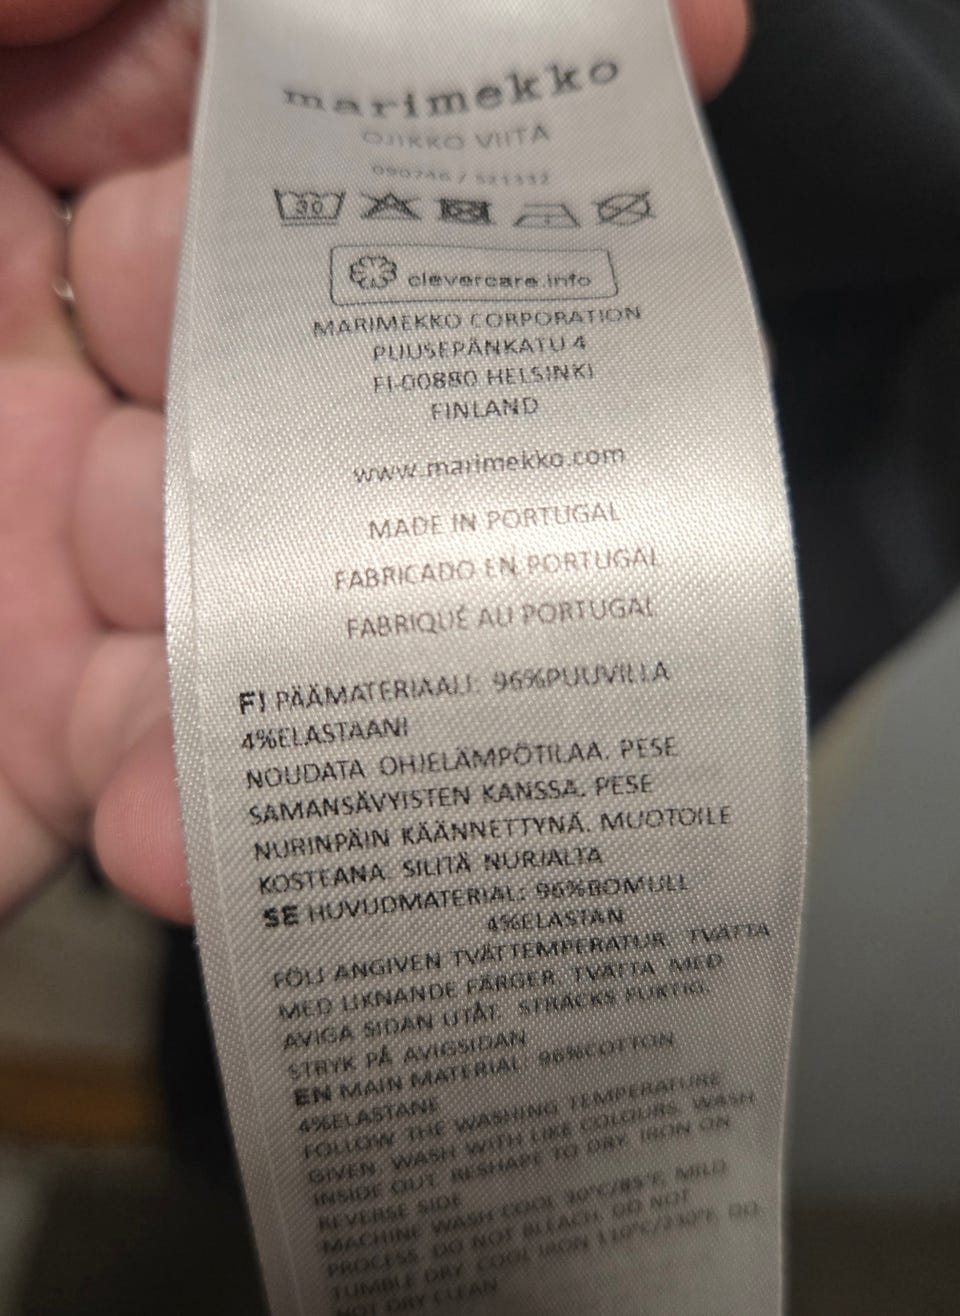 marimekko
OJIKKO VIITA
090746 / 521332
30
clevercare.info
MARIMEKKO CORPORATION
PUUSEPÄNKATU 4
FI-00880 HELSINKI
FINLAND
www.marimekko.com
MADE IN PORTUGAL
FABRICADO EN PORTUGAL
FABRIQUÉ AU PORTUGAL
FI PÄÄMATERIAALI: 96%PUUVILLA
4%ELASTAANI
NOUDATA OHJELÄMPÖTILAA. PESE
SAMANSÄVYISTEN KANSSA. PESE
NURINPÄIN KÄÄNNETTYNÄ. MUOTOILE
KOSTEANA. SILITÄ NURJALTA
SE HUVUDMATERIAL: 96%BOMULL
4%ELASTAN
FÖLJ ANGIVEN TVÄTTEMPERATUR. TVÄTTA
MED LIKNANDE FÄRGER. TVÄTTA MED
AVIGA SIDAN UTÅT. STRÄCKS FUKTIG.
STRYK PÅ AVIGSIDAN
EN MAIN MATERIAL: 96%COTTON
4%ELASTANE
FOLLOW THE WASHING TEMPERATURE
GIVEN. WASH WITH LIKE COLOURS. WASH
INSIDE OUT. RESHAPE TO DRY. IRON ON
REVERSE SIDE
MACHINE WASH COOL 30°C/85°F, MILD
PROCESS. DO NOT BLEACH. DO NOT
TUMBLE DRY. COOL IRON 110°C/230°F. DO
NOT DRY CLEAN